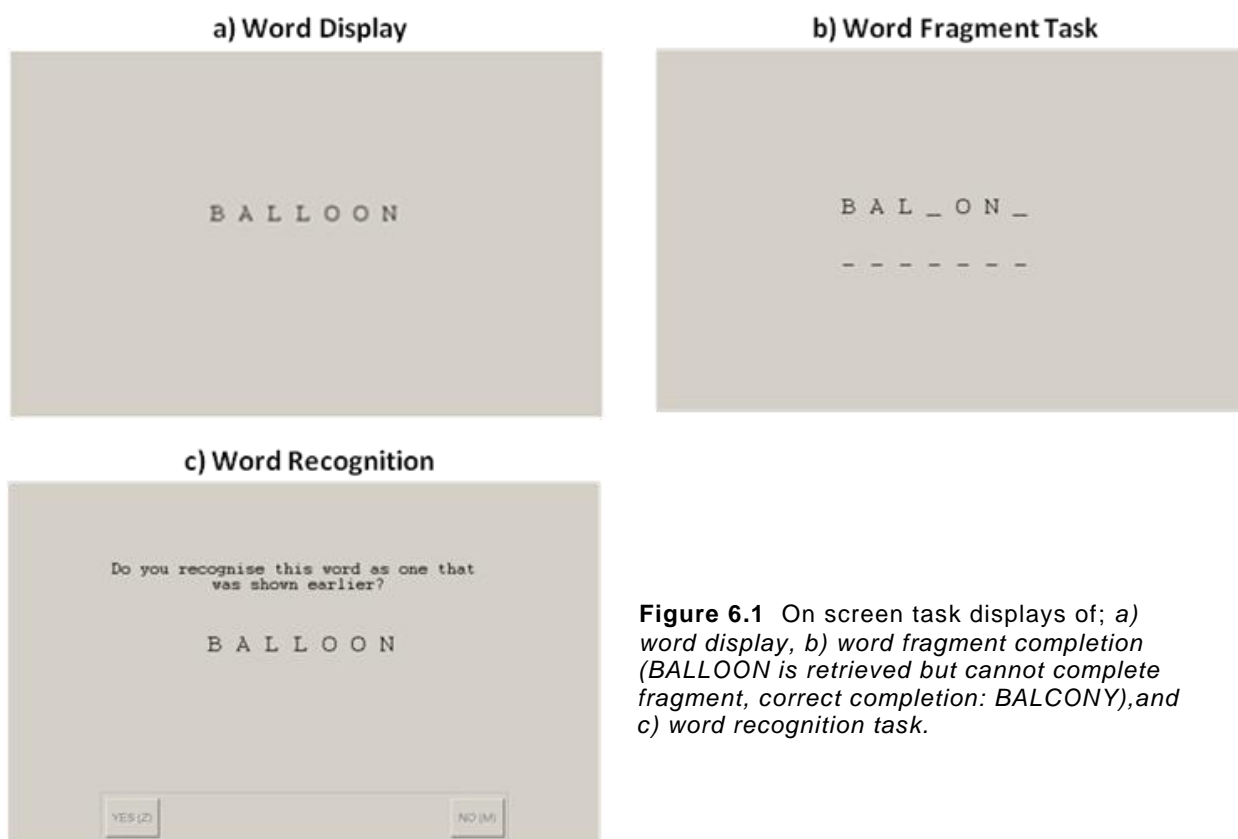 a) Word Display
B A L L O O N
b) Word Fragment Task
B A L _ O N _
_ _ _ _ _ _ _
c) Word Recognition
Do you recognise this word as one that
was shown earlier?
B A L L O O N
YES (Z)
NO (M)
Figure 6.1 On screen task displays of; a)
word display, b) word fragment completion
(BALLOON is retrieved but cannot complete
fragment, correct completion: BALCONY),and
c) word recognition task.